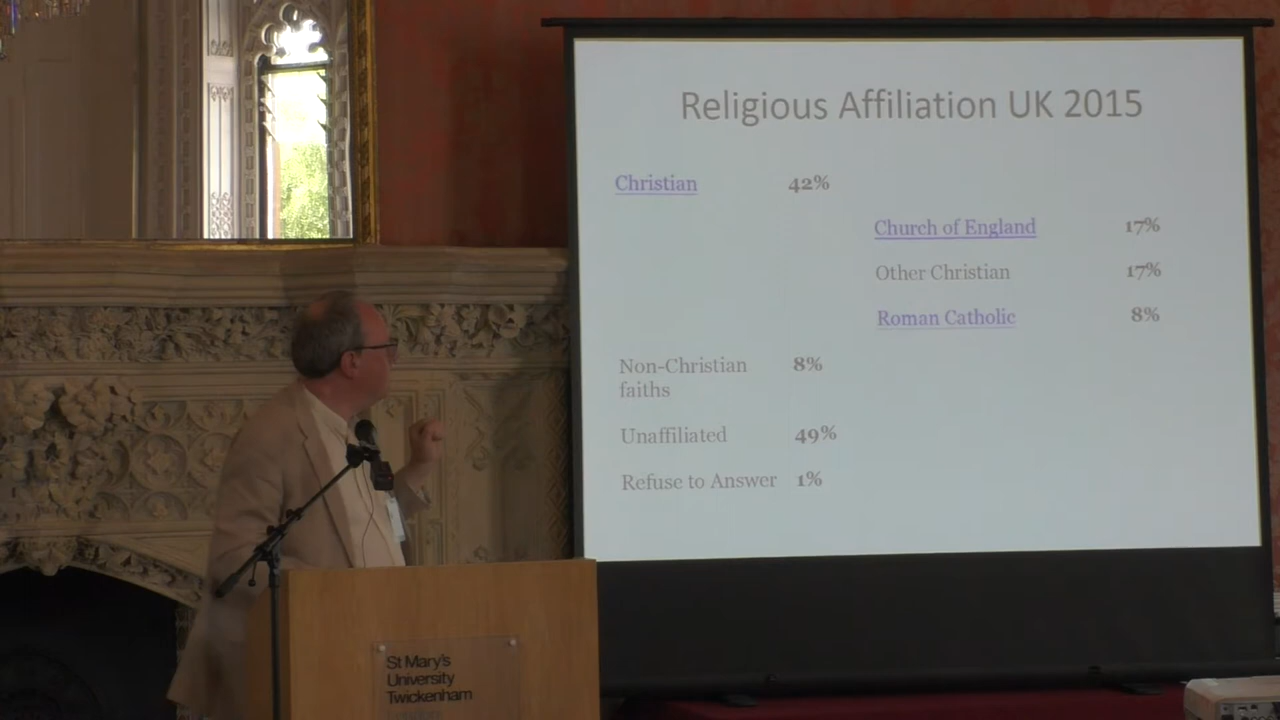 Religious Affiliation UK 2015
Christian 42%
Church of England 17%
Other Christian 17%
Roman Catholic 8%
Non-Christian 8%
faiths
Unaffiliated 49%
Refuse to Answer 1%
St Mary's
University
Twickenham
London